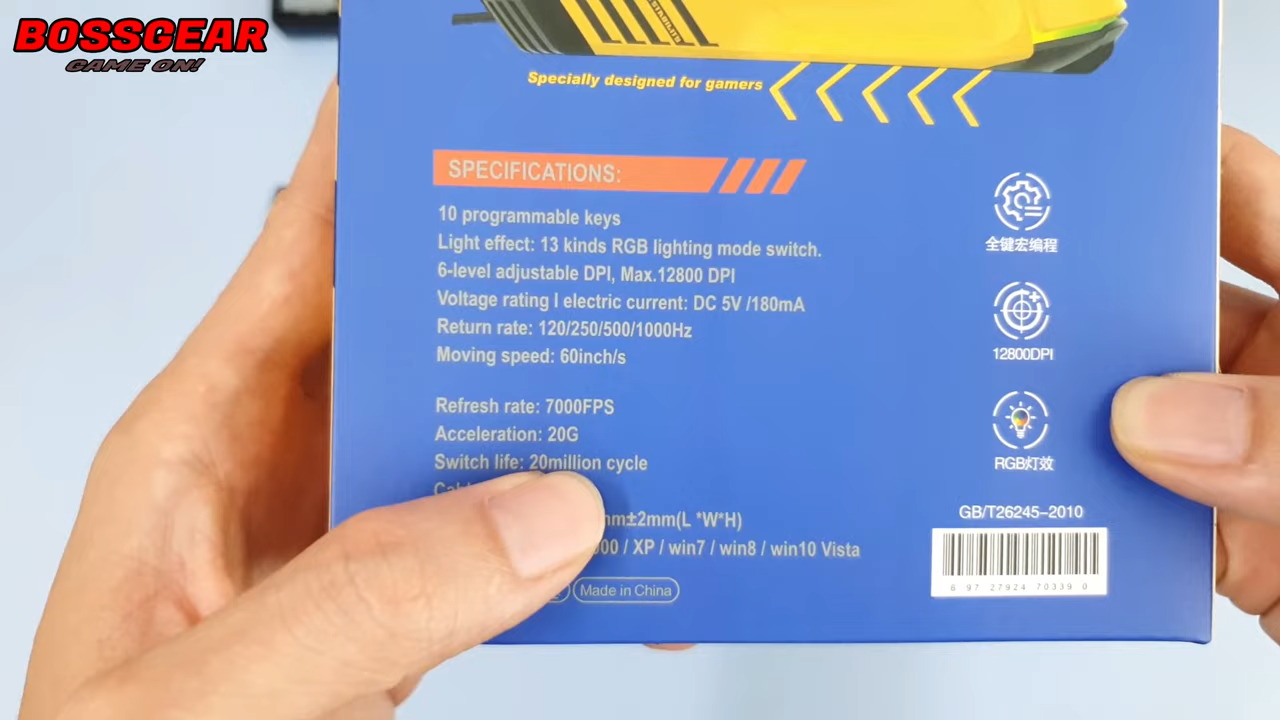 BOSSGEAR
GAME ON!
Specially designed for gamers
SPECIFICATIONS:
10 programmable keys
Light effect: 13 kinds RGB lighting mode switch.
6-level adjustable DPI, Max.12800 DPI
Voltage rating I electric current: DC 5V /180mA
Return rate: 120/250/500/1000Hz
Moving speed: 60inch/s
Refresh rate: 7000FPS
Acceleration: 20G
Switch life: 20million cycle
±2mm(L *W*H)
/ XP / win7 / win8 / win10 Vista
Made in China
全键宏编程
12800DPI
RGB灯效
GB/T26245-2010
6 97 27924 70339 0